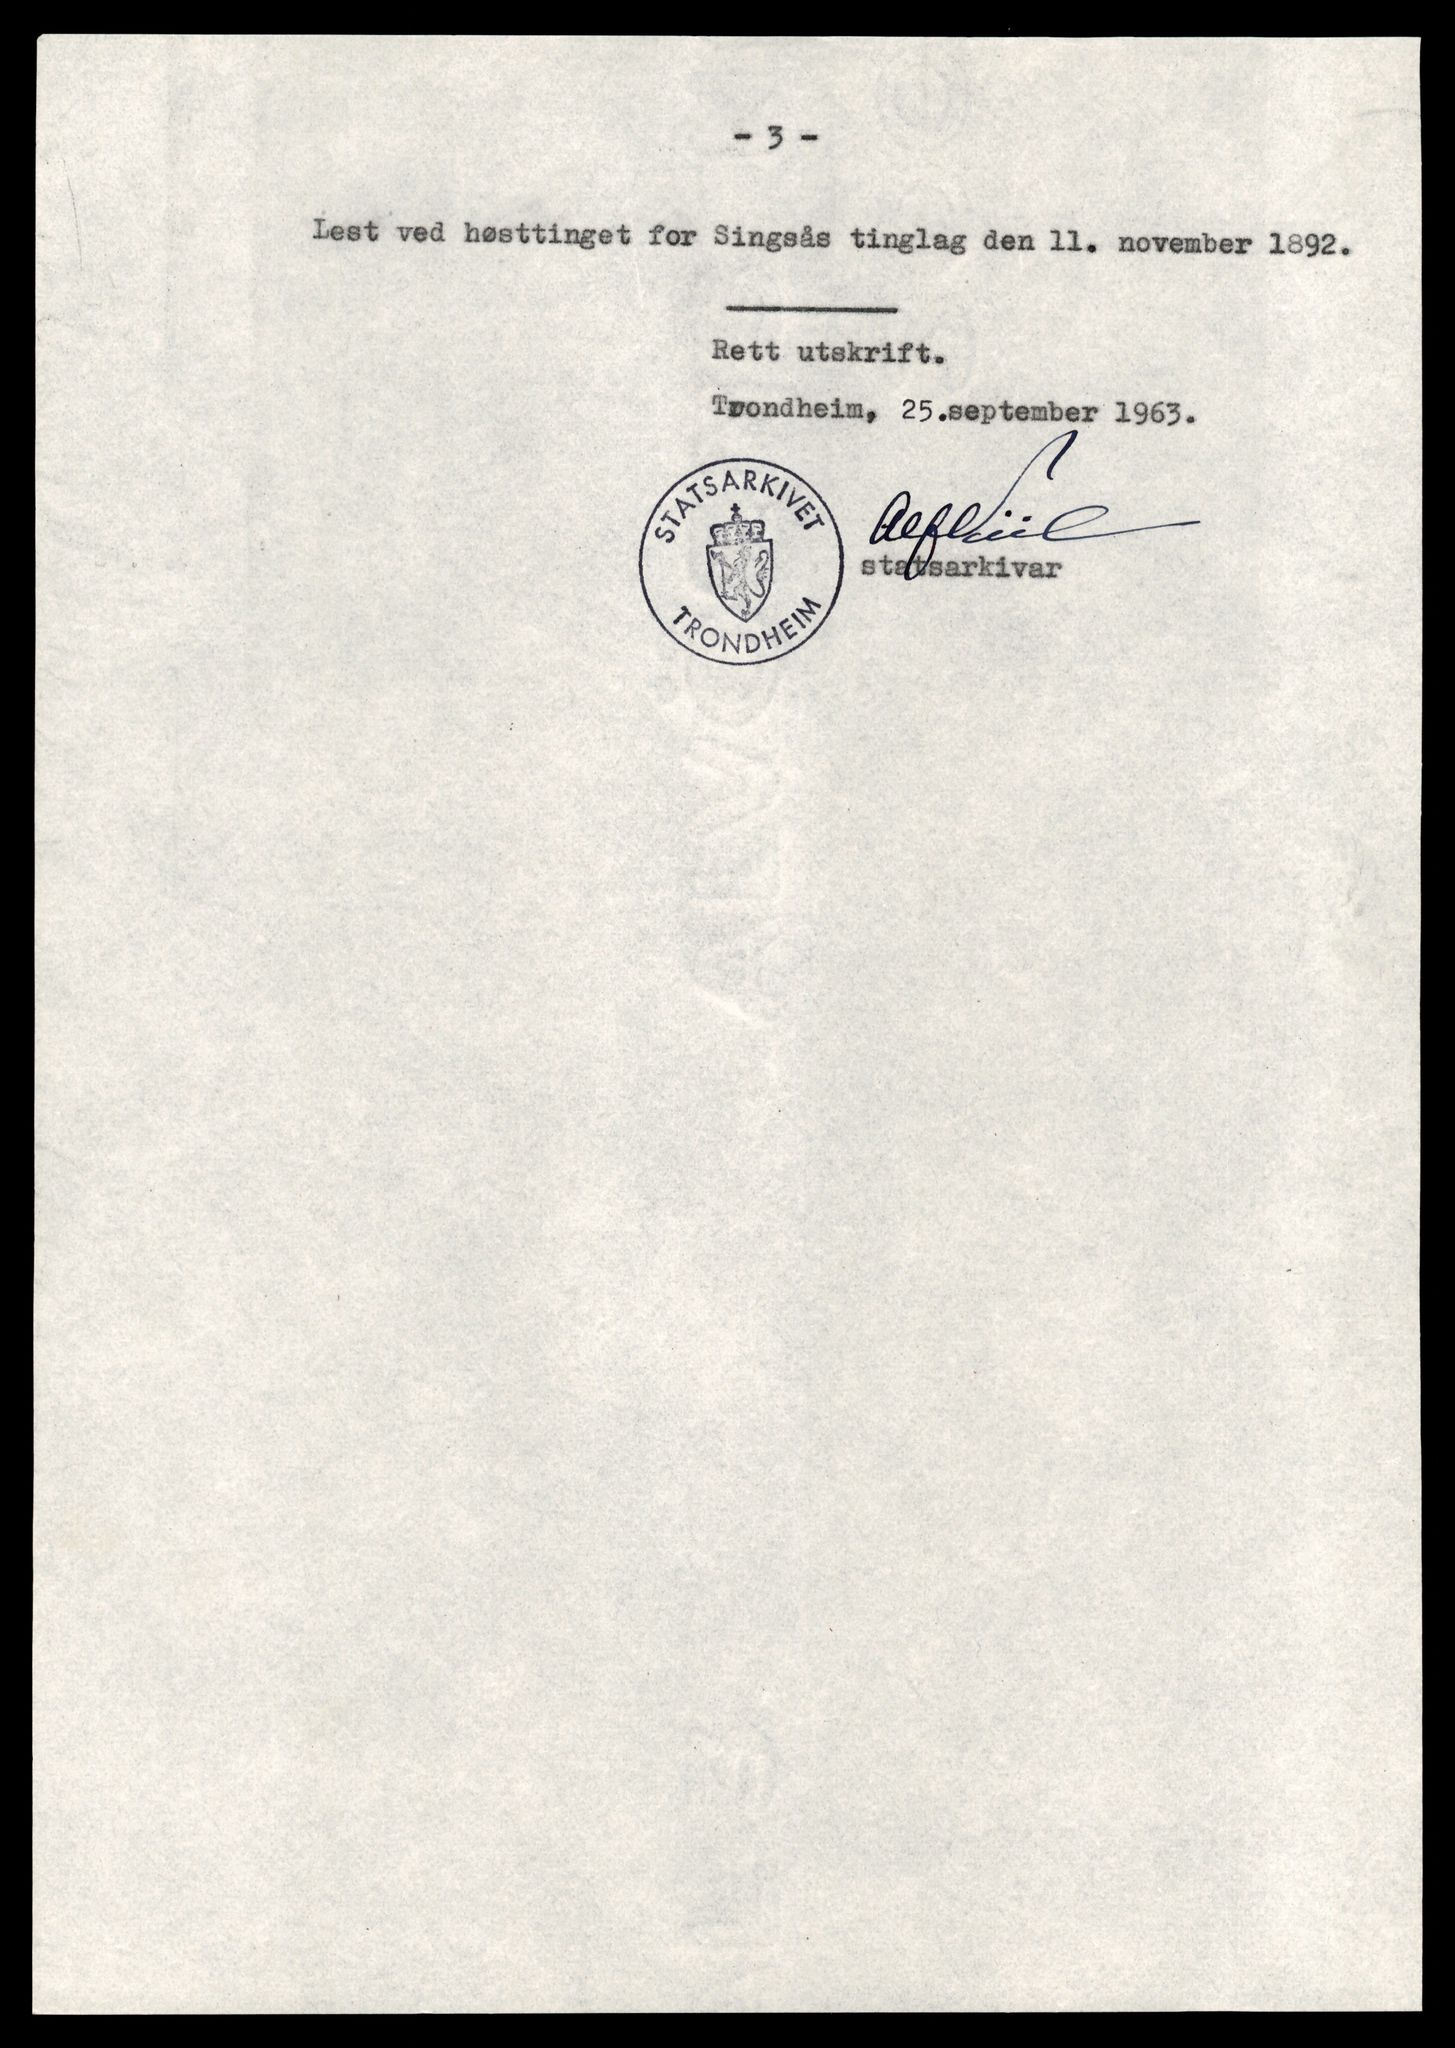 - 3 -
Lest ved høsttinget for Singsås tinglag den 11. november 1892.
Rett utskrift.
Trondheim, 25.september 1963.
STATSARKIVET
TRONDHEIM
statsarkivar